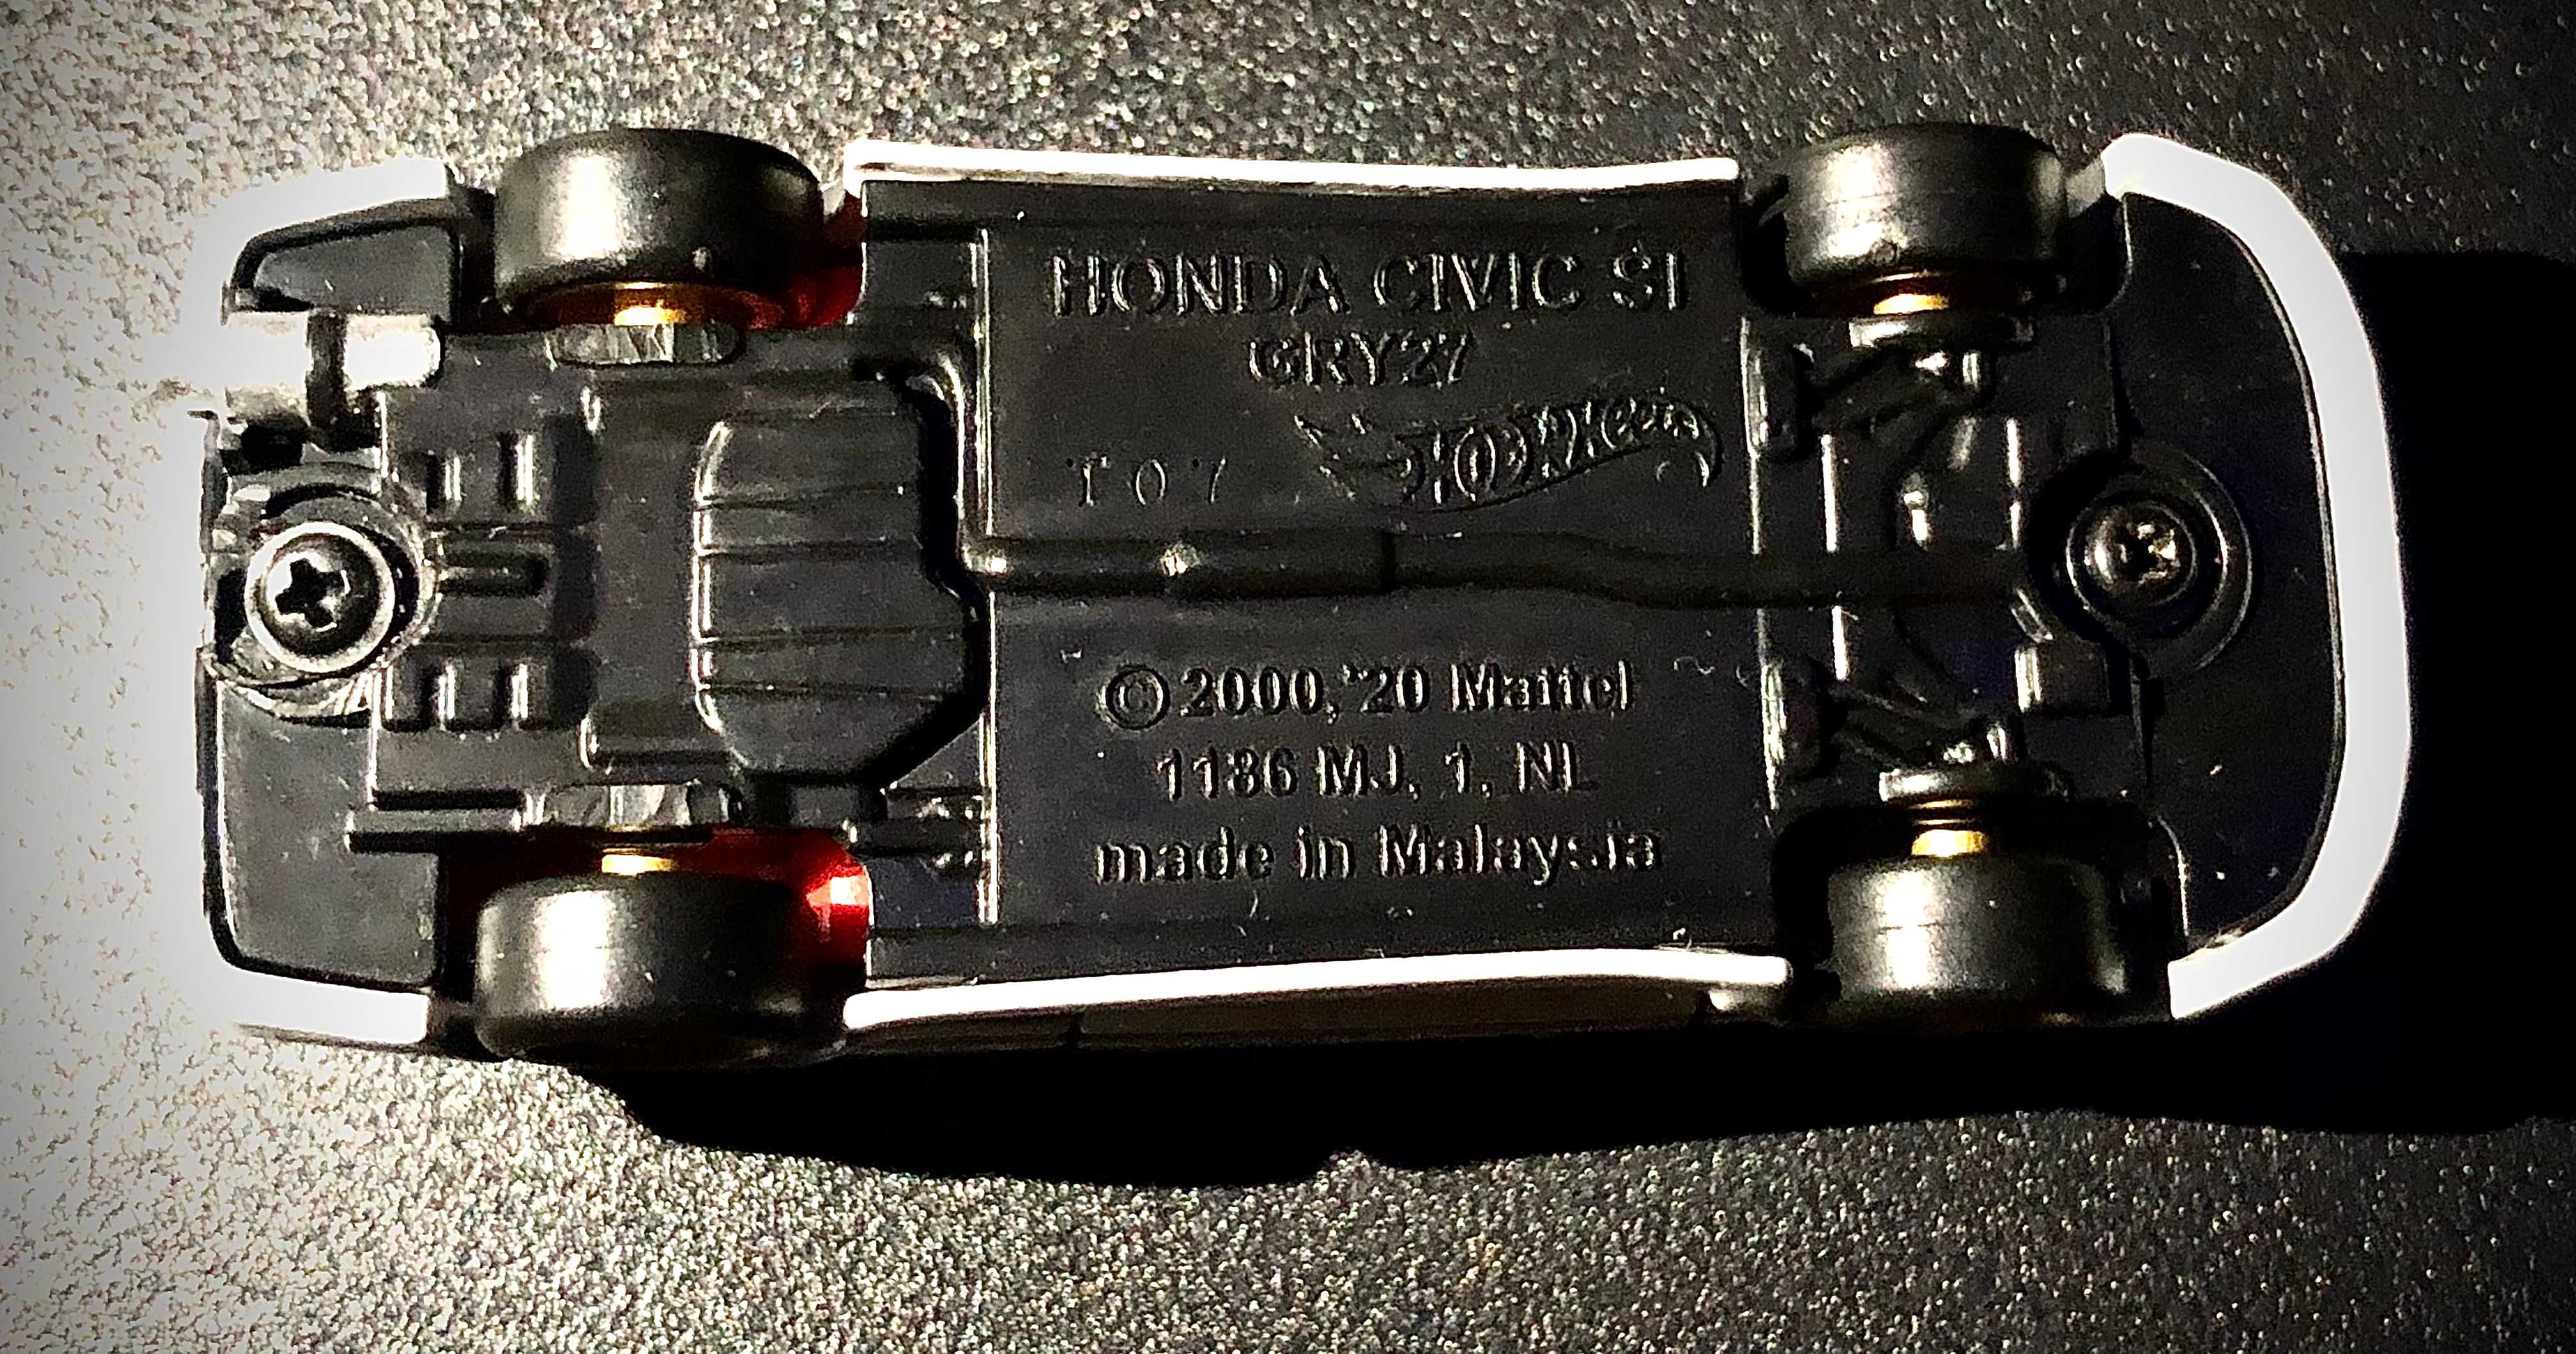 HONDA CIVIC SI
GRY27
T07 Hot Wheels
© 2000, '20 Mattel
1186 MJ, 1, NL
made in Malaysia